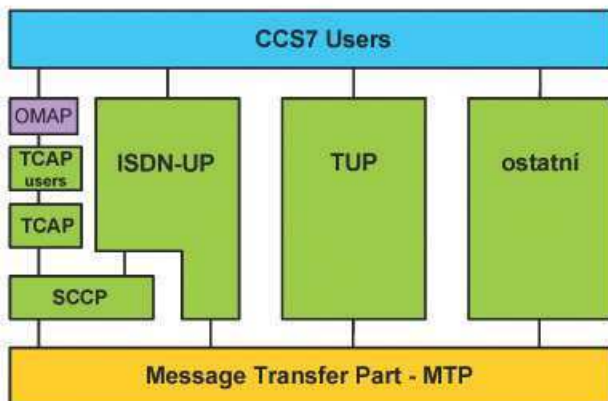 CCS7 Users
OMAP
TCAP
users
TCAP
SCCP
ISDN-UP
TUP
ostatní
Message Transfer Part - MTP